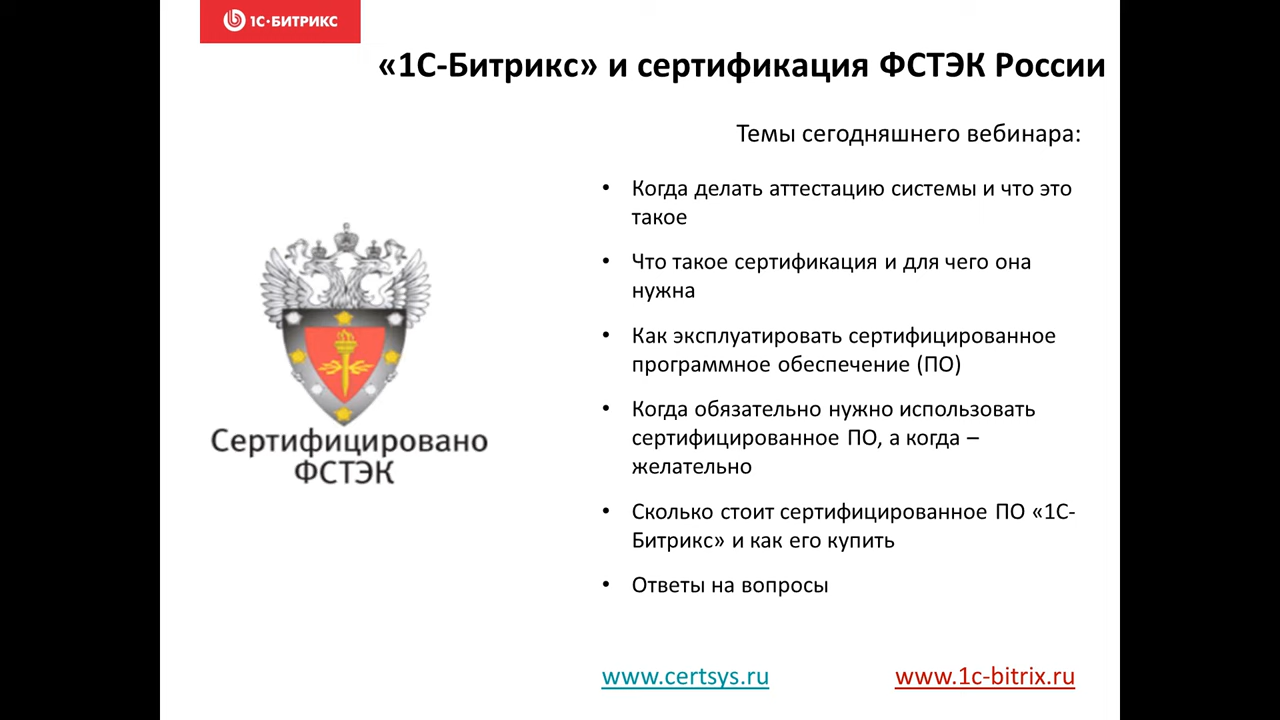 1С-БИТРИКС
«1С-Битрикс» и сертификация ФСТЭК России
Темы сегодняшнего вебинара:
• Когда делать аттестацию системы и что это
такое
• Что такое сертификация и для чего она
нужна
• Как эксплуатировать сертифицированное
программное обеспечение (ПО)
• Когда обязательно нужно использовать
сертифицированное ПО, а когда –
желательно
• Сколько стоит сертифицированное ПО «1С-
Битрикс» и как его купить
• Ответы на вопросы
Сертифицировано
ФСТЭК
www.certsys.ru
www.1c-bitrix.ru